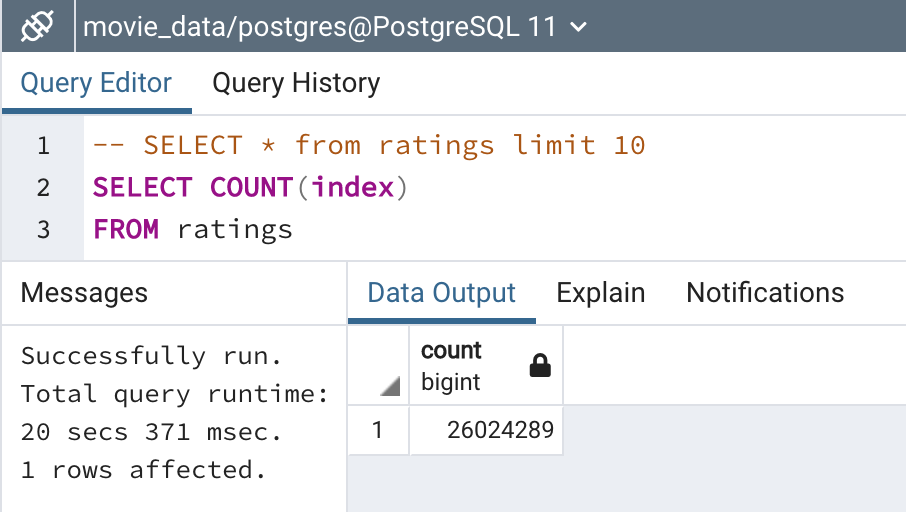 movie_data/postgres@PostgreSQL 11
Query Editor Query History
1 -- SELECT * from ratings limit 10
2 SELECT COUNT(index)
3 FROM ratings
Messages
Successfully run.
Total query runtime:
20 secs 371 msec.
1 rows affected.
Data Output Explain Notifications
count
bigint
1 26024289